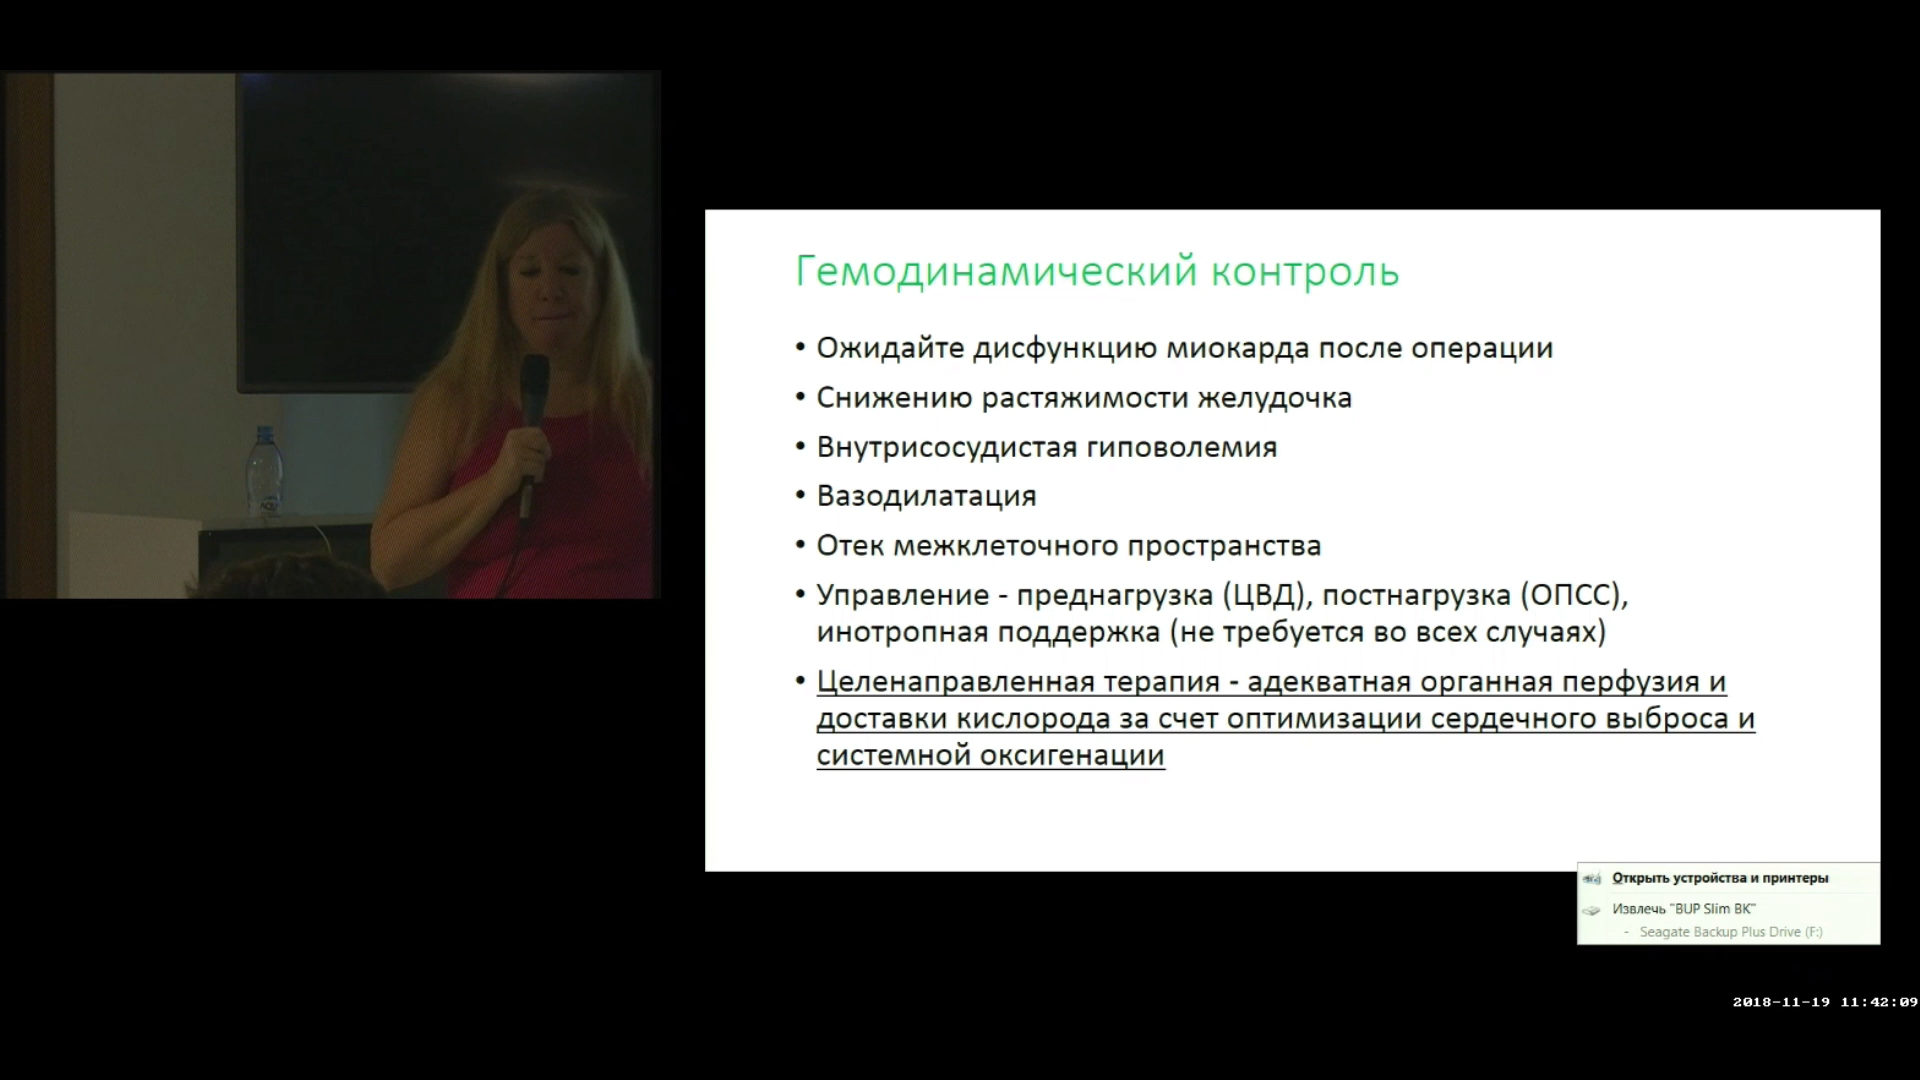 Гемодинамический контроль
• Ожидайте дисфункцию миокарда после операции
• Снижению растяжимости желудочка
• Внутрисосудистая гиповолемия
• Вазодилатация
• Отек межклеточного пространства
• Управление - преднагрузка (ЦВД), постнагрузка (ОПСС),
инотропная поддержка (не требуется во всех случаях)
• Целенаправленная терапия - адекватная органная перфузия и
доставки кислорода за счет оптимизации сердечного выброса и
системной оксигенации
Открыть устройства и принтеры
Извлечь "BUP Slim BK"
- Seagate Backup Plus Drive (F:)
2018-11-19 11:42:09